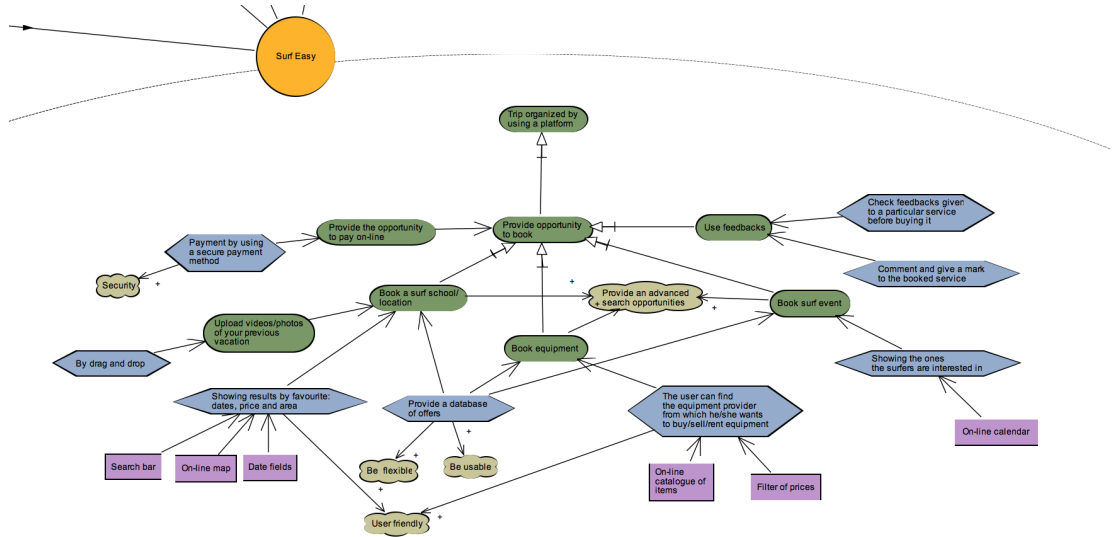 Surf Easy
Trip organized by
using a platform
Provide the opportunity
to pay on-line
Provide opportunity
to book
Use feedbacks
Check feedbacks given
to a particular service
before buying it
Payment by using
a secure payment
method
Security
+
Comment and give a mark
to the booked service
Book a surf school/
location
+
Provide an advanced
+ search opportunities
+
Book surf event
Upload videos/photos
of your previous
vacation
By drag and drop
Book equipment
Showing the ones
the surfers are interested in
Showing results by favourite:
dates, price and area
Provide a database
of offers
The user can find
the equipment provider
from which he/she wants
to buy/sell/rent equipment
On-line calendar
+
+
Search bar
On-line map
Date fields
Be flexible
Be usable
+
On-line
catalogue of
items
Filter of prices
+
+
User friendly